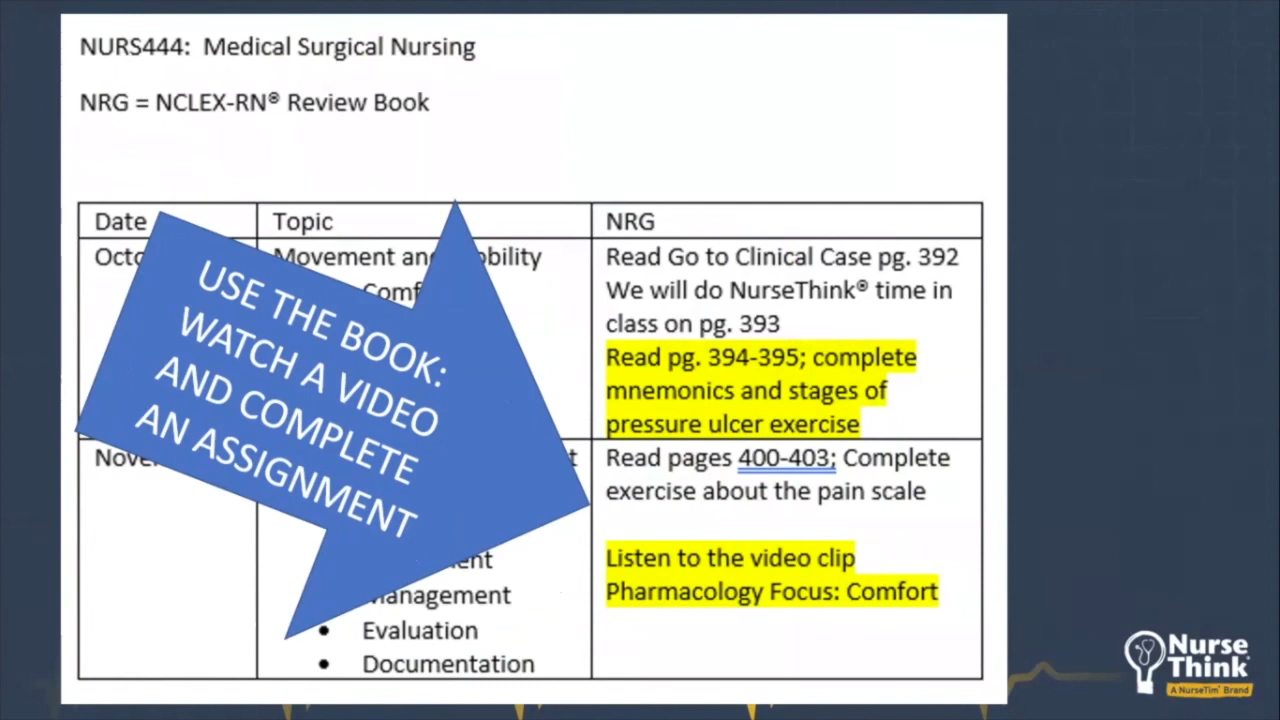 NURS444: Medical Surgical Nursing
NRG = NCLEX-RN® Review Book
Date Topic NRG
Movement and
Read Go to Clinical Case pg. 392
We will do NurseThink® time in
class on pg. 393
Read pg. 394-395; complete
mnemonics and stages of
pressure ulcer exercise
Read pages 400-403; Complete
exercise about the pain scale
Listen to the video clip
Pharmacology Focus: Comfort
• Evaluation
• Documentation
USE THE BOOK:
WATCH A VIDEO
AND COMPLETE
AN ASSIGNMENT
Nurse
Think
A NurseTim® Brand